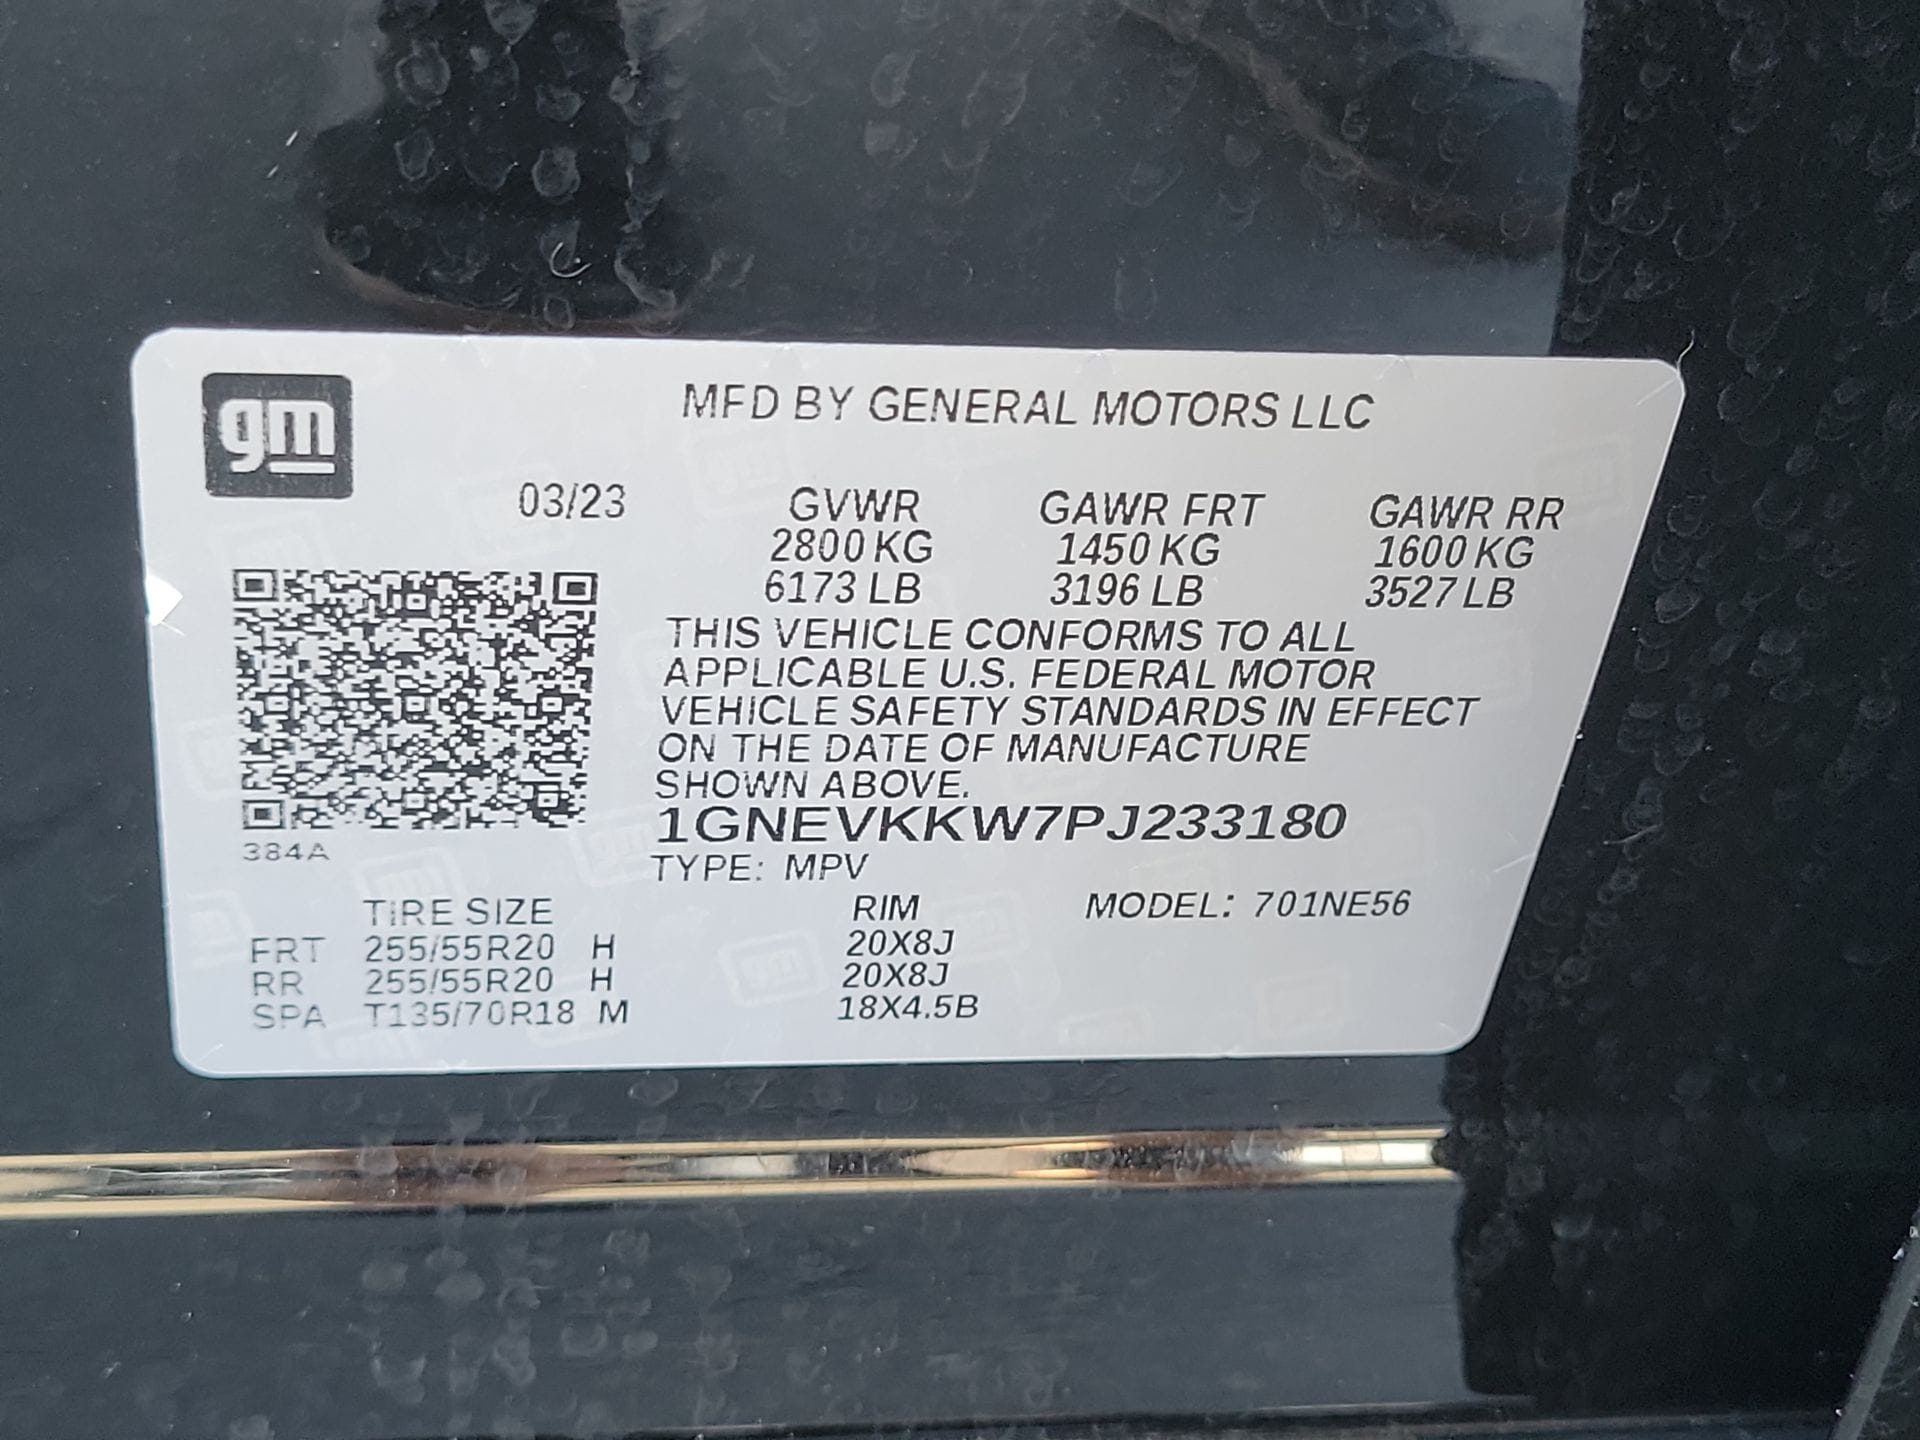 gm
MFD BY GENERAL MOTORS LLC
03/23 GVWR GAWR FRT GAWR RR
2800 KG 1450 KG 1600 KG
6173 LB 3196 LB 3527 LB
THIS VEHICLE CONFORMS TO ALL
APPLICABLE U.S. FEDERAL MOTOR
VEHICLE SAFETY STANDARDS IN EFFECT
ON THE DATE OF MANUFACTURE
SHOWN ABOVE.
1GNEVKKW7PJ233180
384A
TYPE: MPV
TIRE SIZE RIM MODEL: 701NE56
FRT 255/55R20 H 20X8J
RR 255/55R20 H 20X8J
SPA T135/70R18 M 18X4.5B